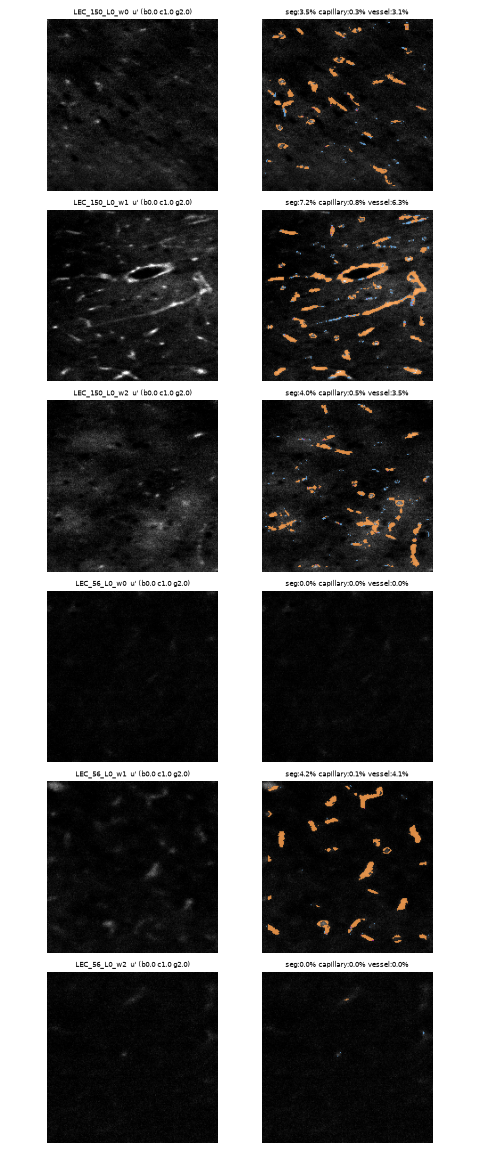 LEC_150_L0_w0 u' (b0.0 c1.0 g2.0)
seg:3.5% capillary:0.3% vessel:3.1%
LEC_150_L0_w1 u' (b0.0 c1.0 g2.0)
seg:7.2% capillary:0.8% vessel:6.3%
LEC_150_L0_w2 u' (b0.0 c1.0 g2.0)
seg:4.0% capillary:0.5% vessel:3.5%
LEC_56_L0_w0 u' (b0.0 c1.0 g2.0)
seg:0.0% capillary:0.0% vessel:0.0%
LEC_56_L0_w1 u' (b0.0 c1.0 g2.0)
seg:4.2% capillary:0.1% vessel:4.1%
LEC_56_L0_w2 u' (b0.0 c1.0 g2.0)
seg:0.0% capillary:0.0% vessel:0.0%